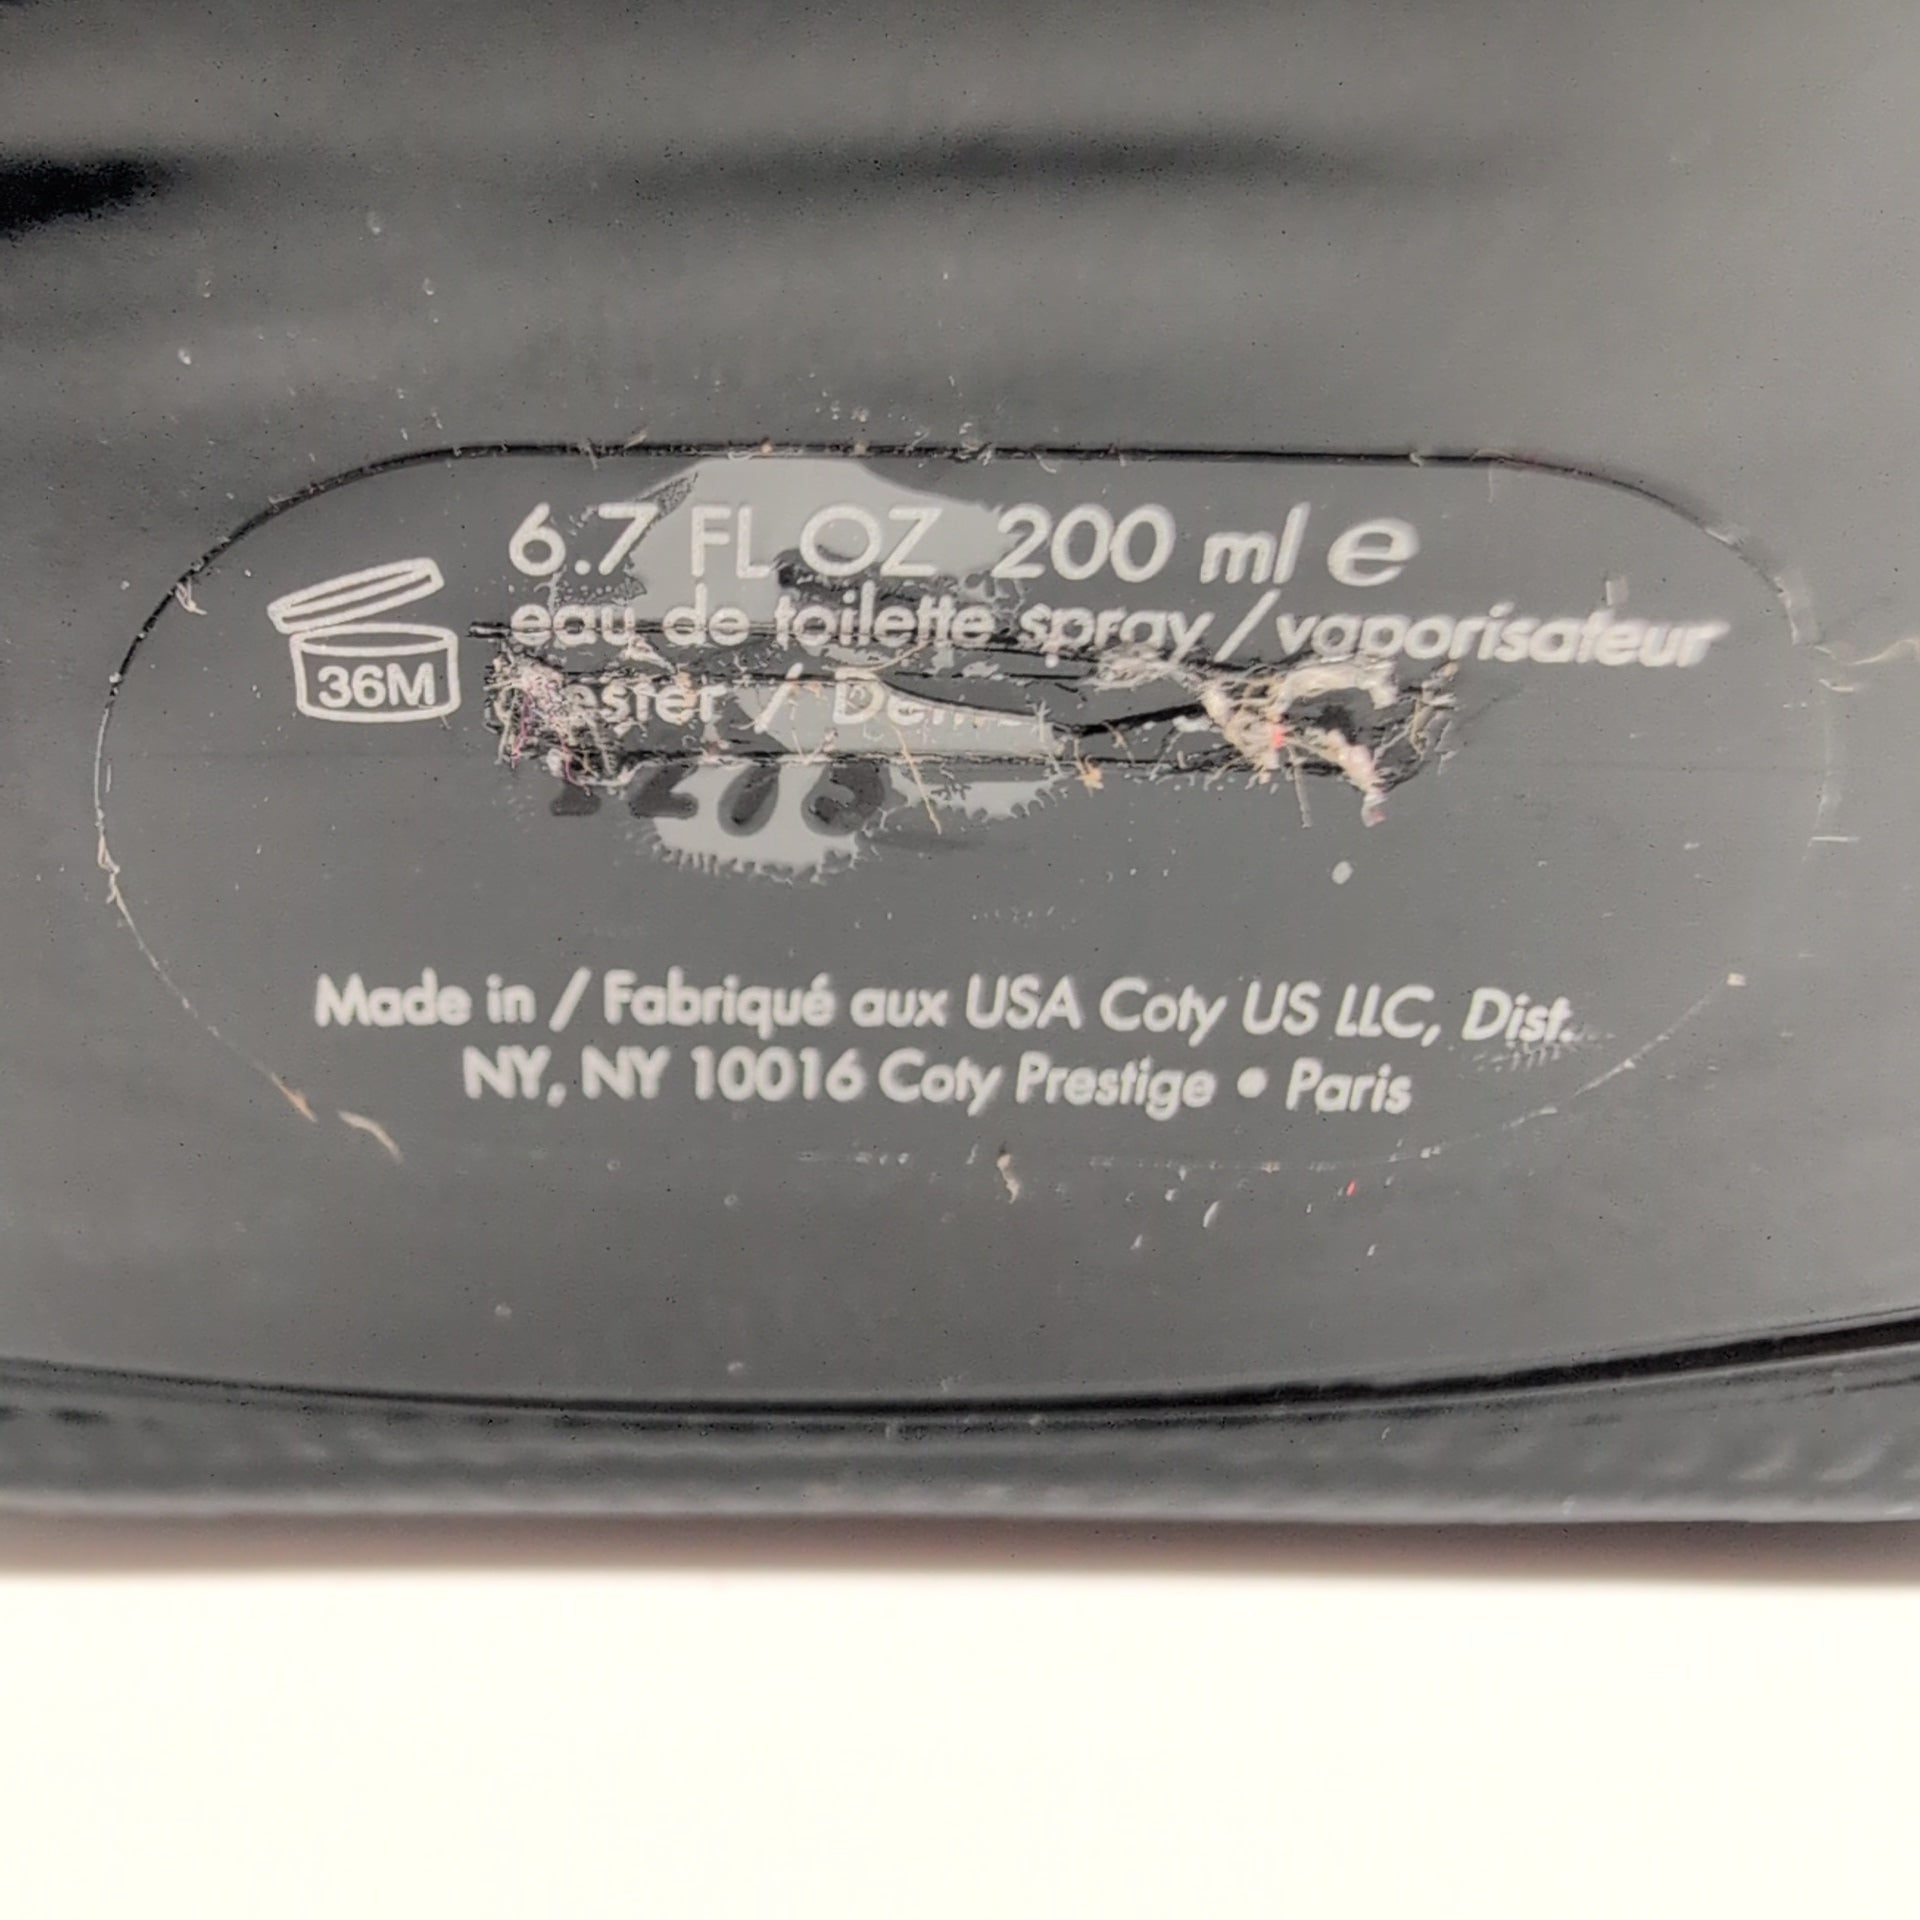 6.7 FL OZ 200 ml e
eau de toilette spray / vaporisateur
36M
Made in / Fabriqué aux USA Coty US LLC, Dist.
NY, NY 10016 Coty Prestige • Paris